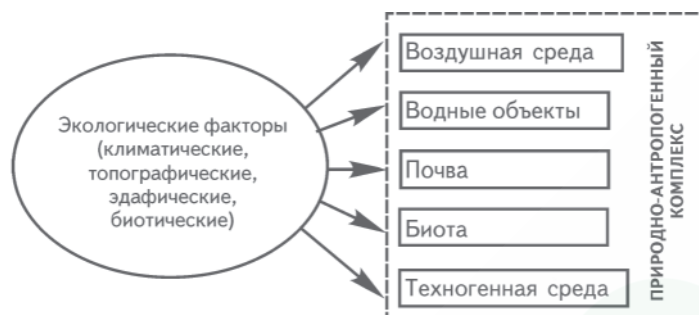 Экологические факторы
(климатические,
топографические,
эдафические,
биотические)
Воздушная среда
Водные объекты
Почва
Биота
Техногенная среда
ПРИРОДНО-АНТРОПОГЕННЫЙ
КОМПЛЕКС